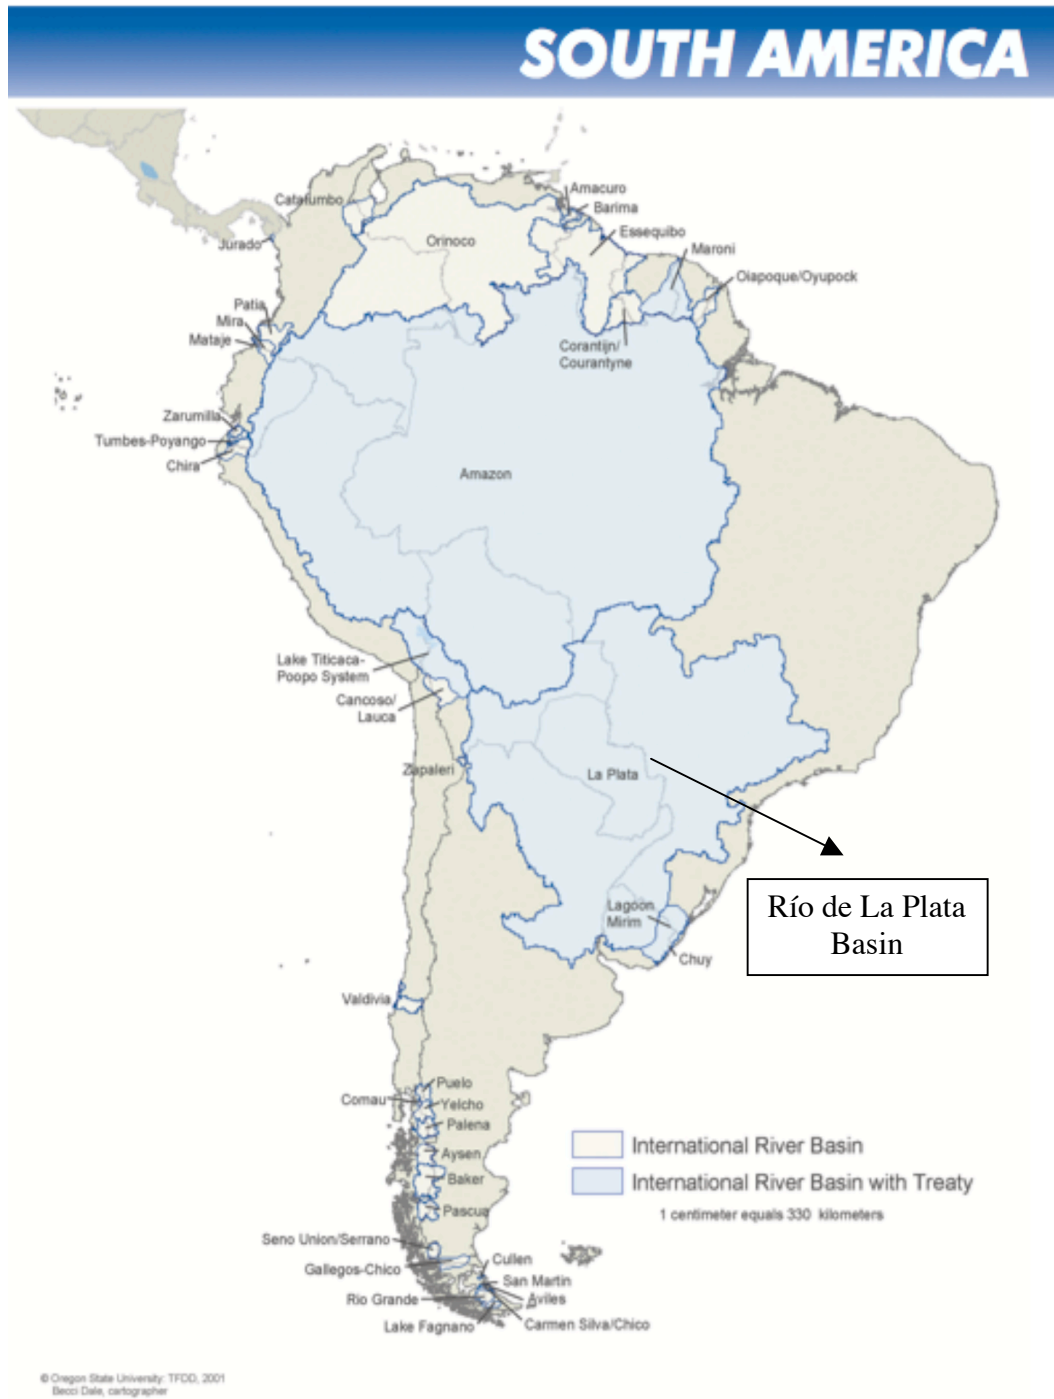 SOUTH AMERICA
Catatumbo
Jurado
Amacuro
Barima
Essequibo
Maroni
Oiapoque/Oyupock
Orinoco
Patia
Mira
Mataje
Corantijn/
Courantyne
Zarumilla
Tumbes-Poyango
Chira
Amazon
Lake Titicaca-
Poopo System
Cancoso/
Lauca
Zapaleri
La Plata
Río de La Plata
Basin
Lagoon
Mirim
Chuy
Valdivia
Puelo
Comau
Yelcho
Palena
Aysen
Baker
Pascua
International River Basin
International River Basin with Treaty
1 centimeter equals 330 kilometers
Seno Union/Serrano
Gallegos-Chico
Cullen
San Martin
Rio Grande
Aviles
Lake Fagnano
Carmen Silva/Chico
© Oregon State University: TFDD, 2001
Becci Dale, cartographer